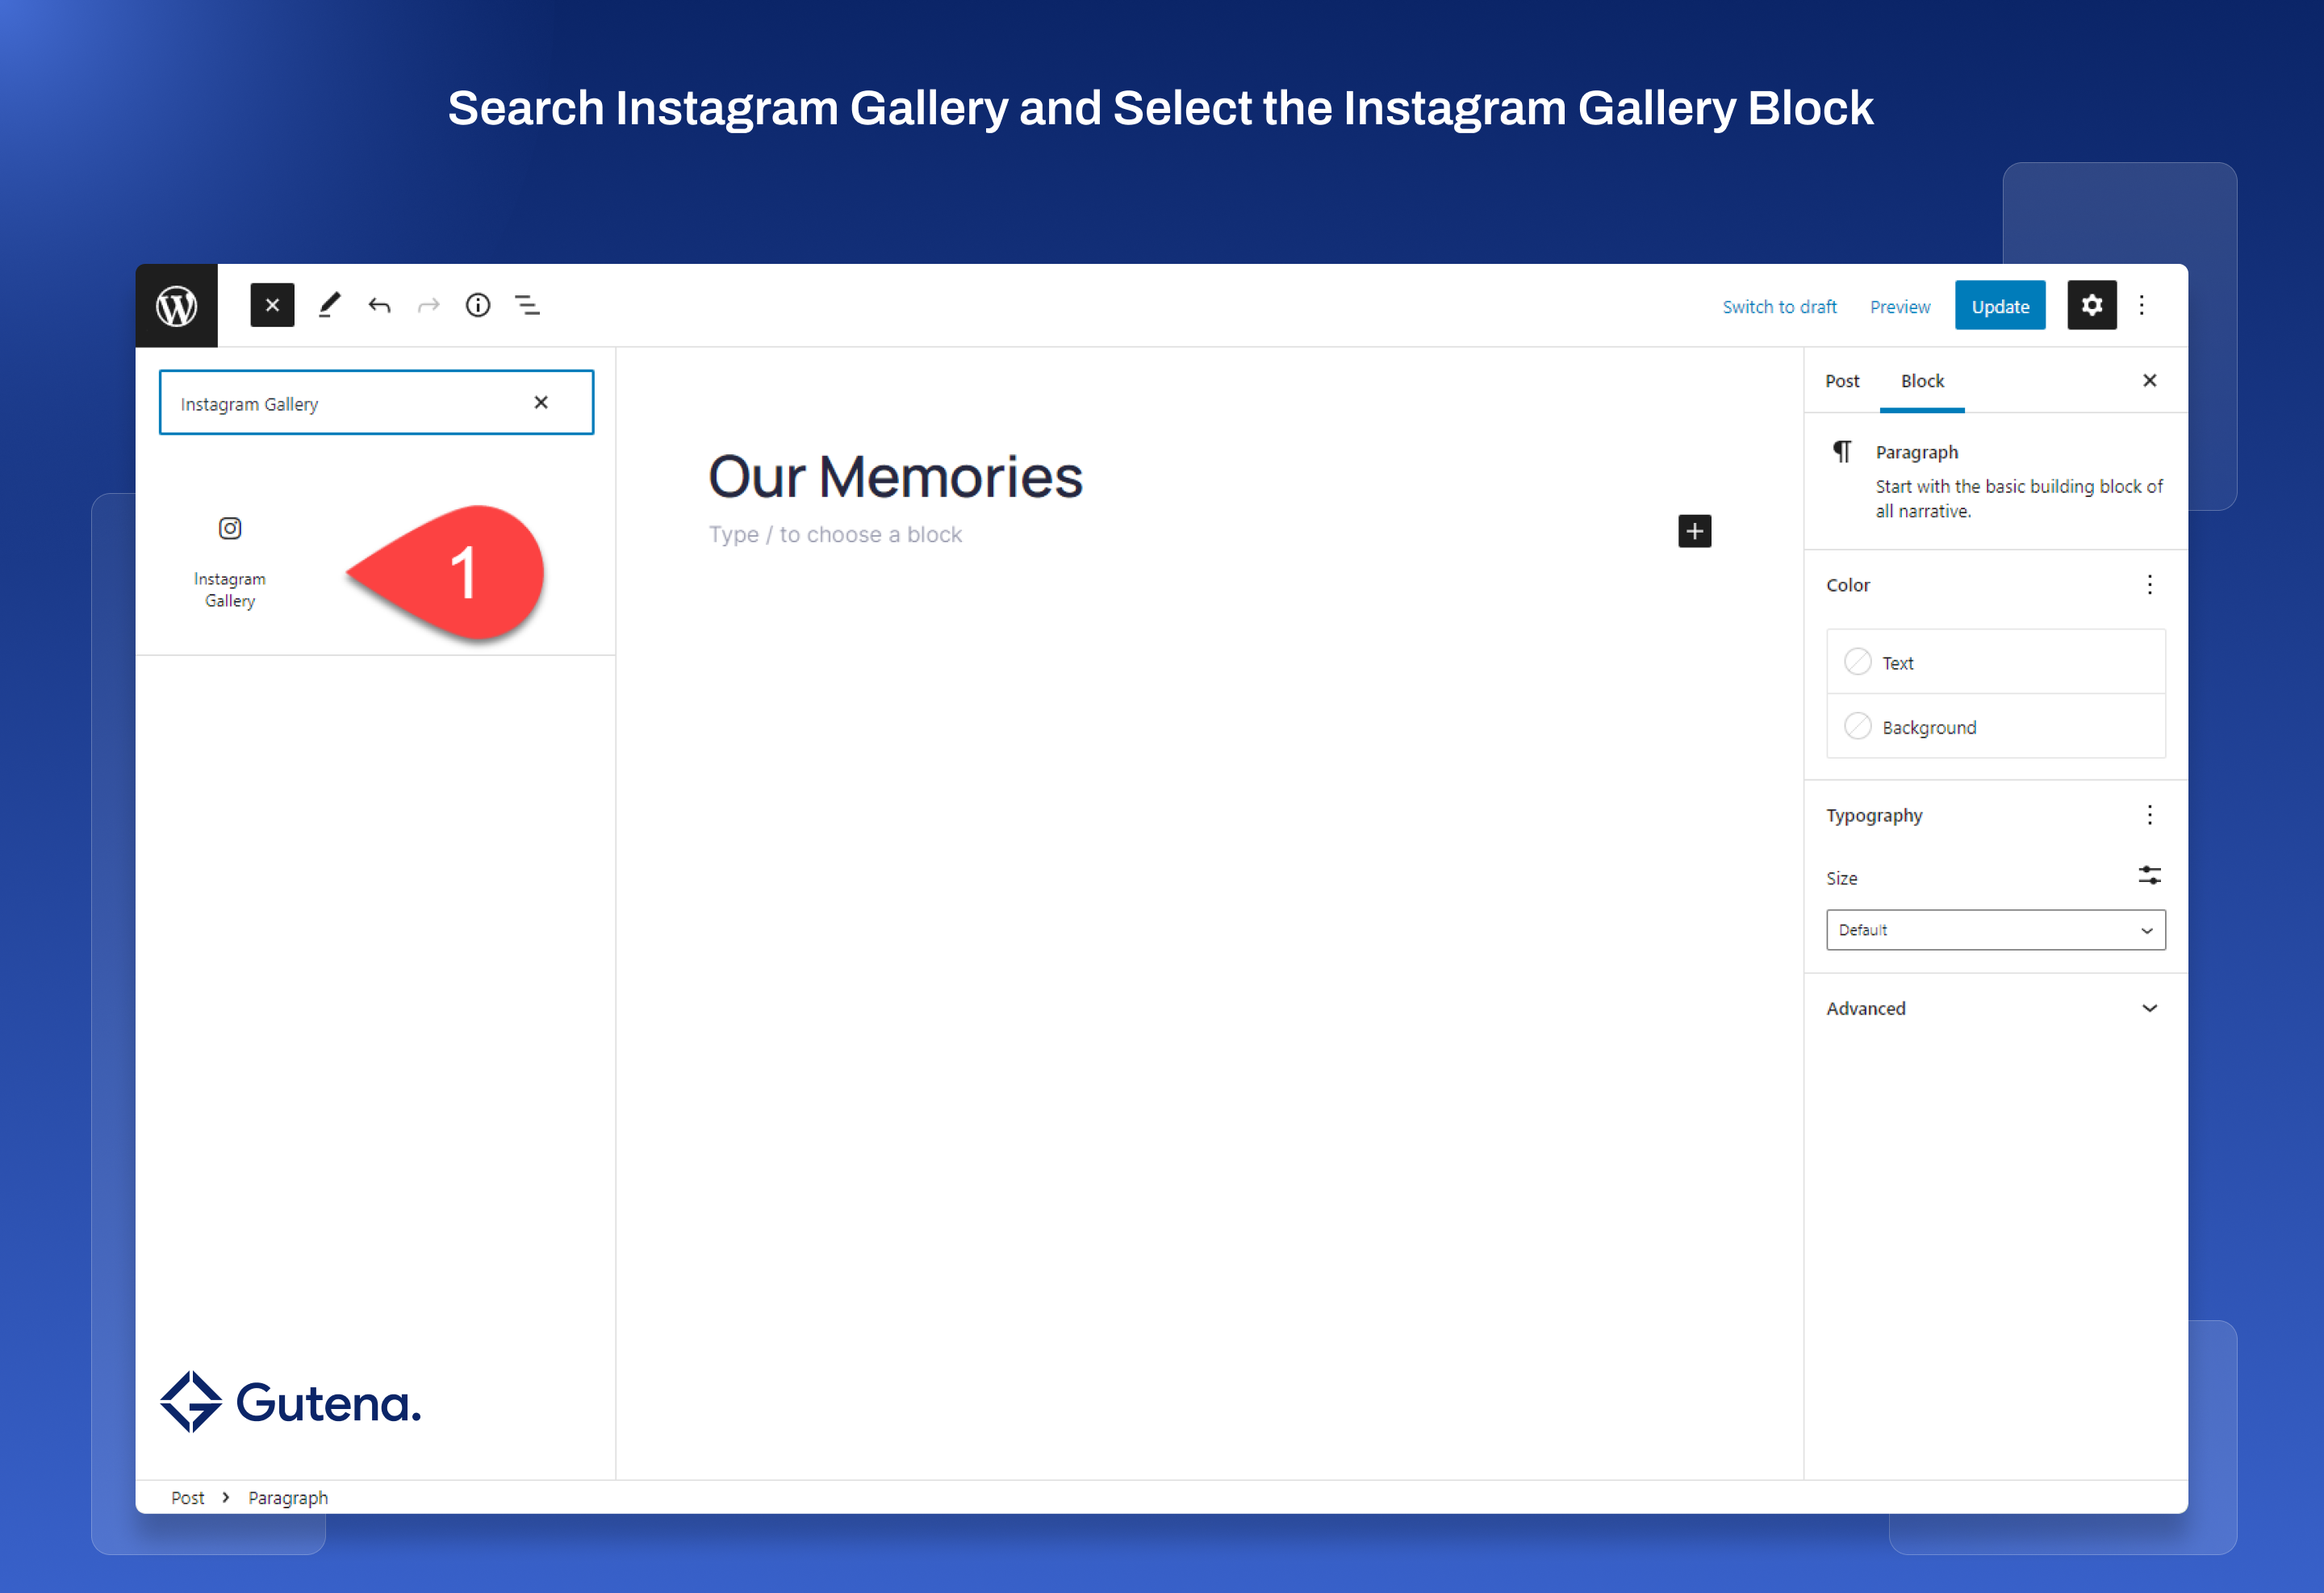 Search Instagram Gallery and Select the Instagram Gallery Block
Switch to draft
Preview
Update
Instagram Gallery
Instagram
Gallery
1
Our Memories
Type / to choose a block
Post
Block
Paragraph
Start with the basic building block of
all narrative.
Color
Text
Background
Typography
Size
Default
Advanced
Gutena.
Post > Paragraph